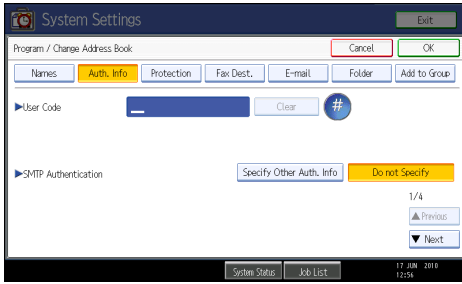 System Settings Exit
Program / Change Address Book Cancel OK
Names Auth. Info Protection Fax Dest. E-mail Folder Add to Group
▶User Code Clear #
▶SMTP Authentication Specify Other Auth. Info Do not Specify
1/4
▲ Previous
▼ Next
System Status Job List 17 JUN 2010
12:56